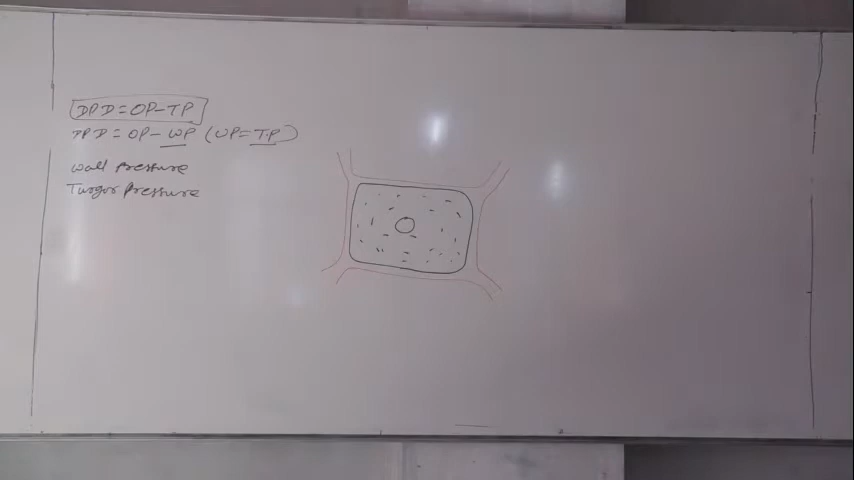 DPD = OP - TP
DPD = OP - WP (WP = TP)
Wall Pressure
Turgor Pressure